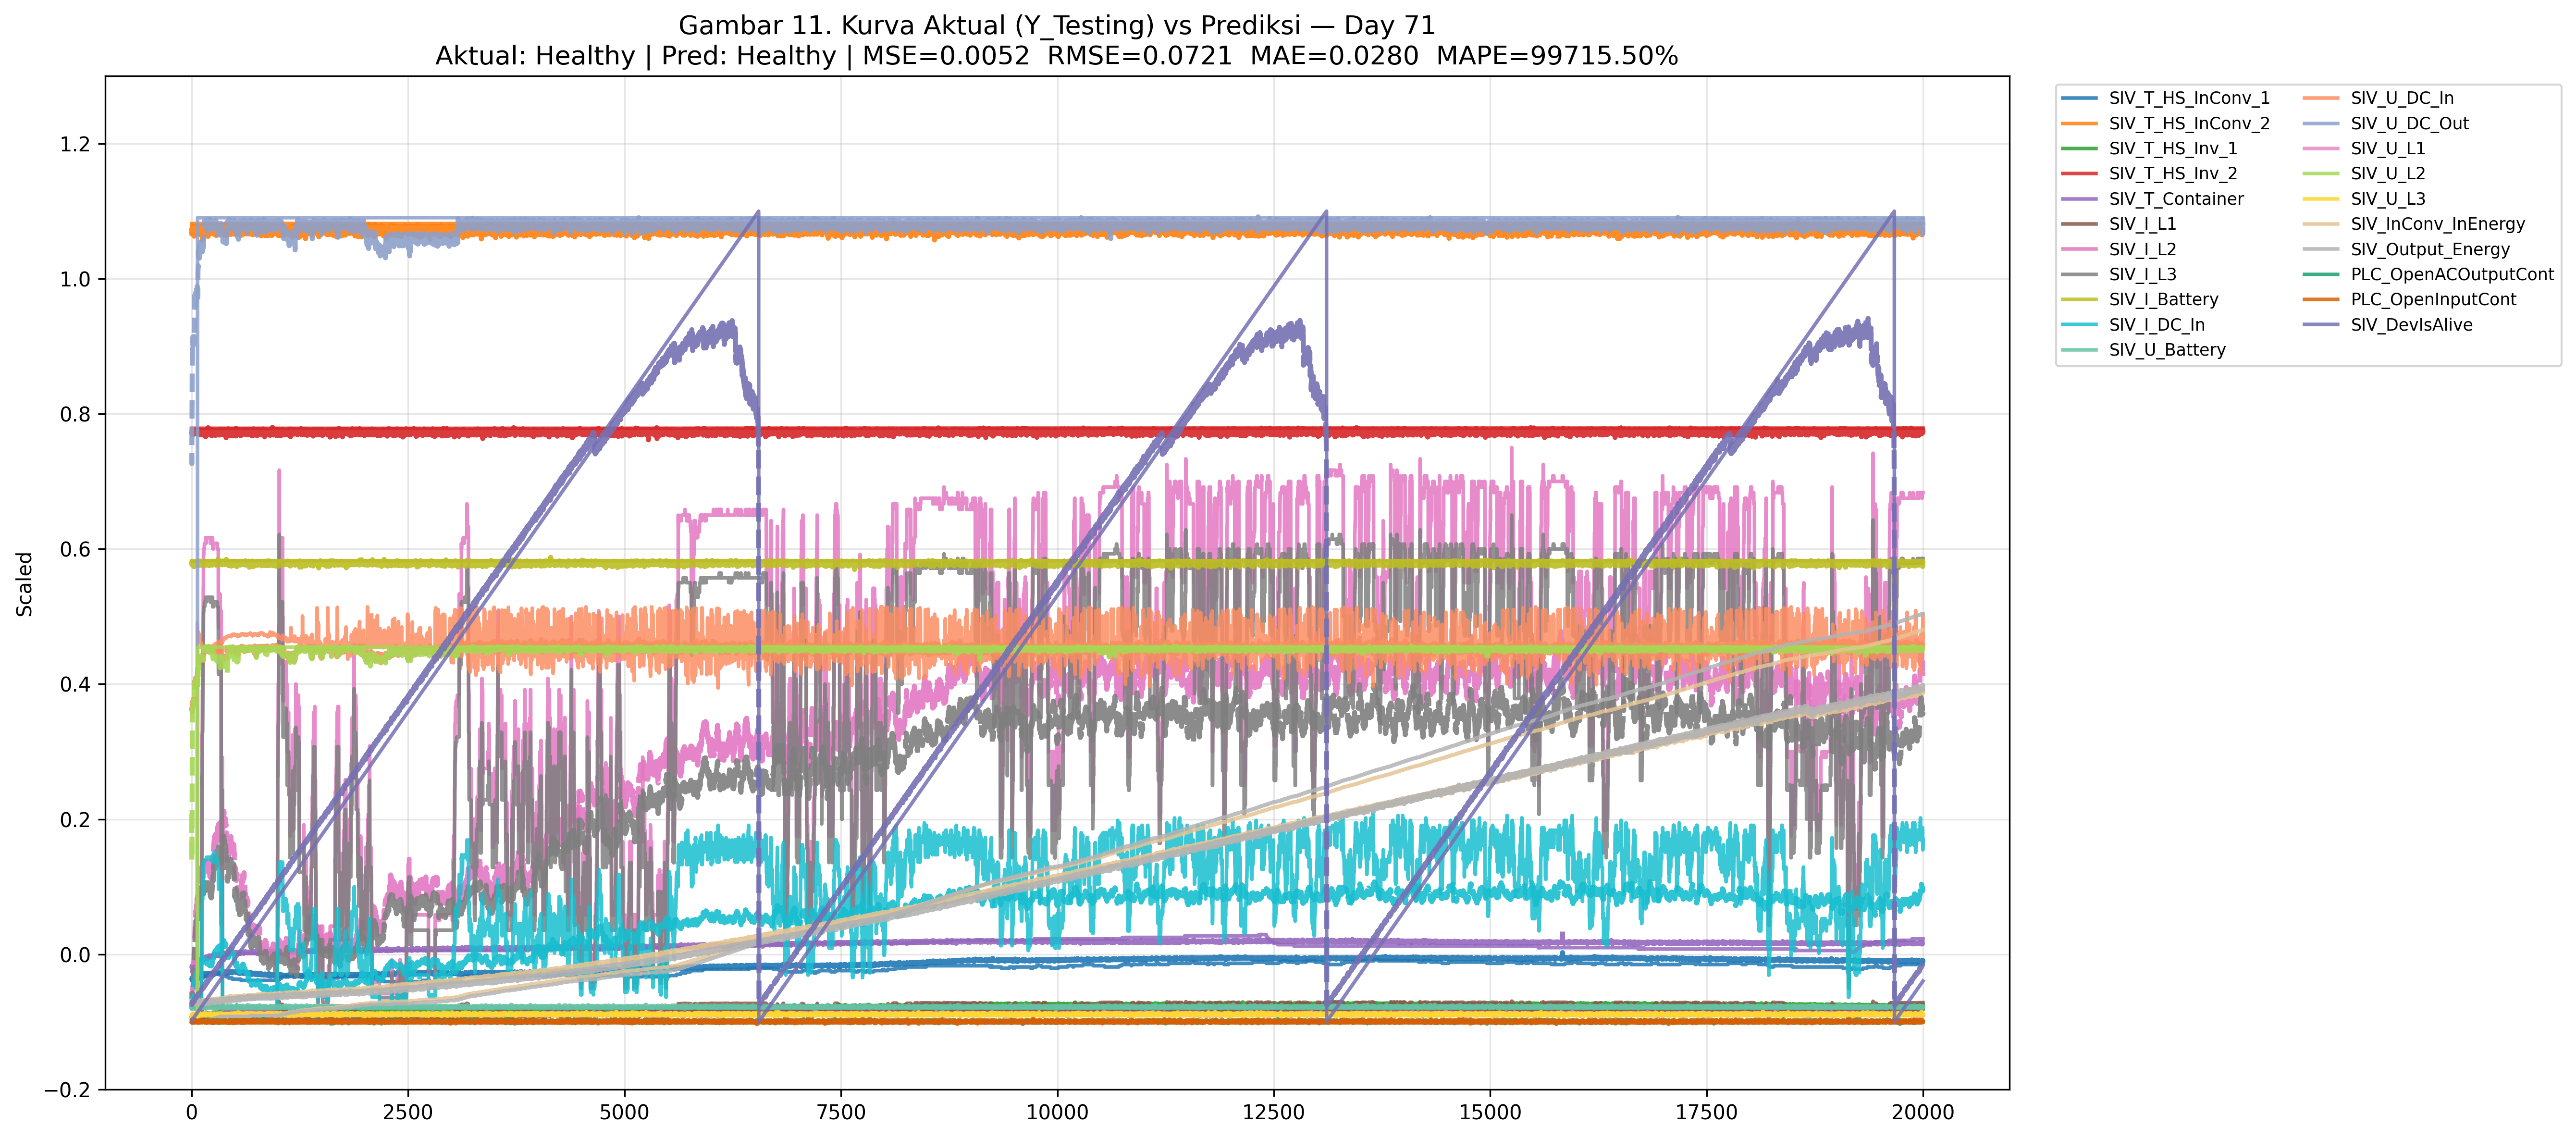 Gambar 11. Kurva Aktual (Y_Testing) vs Prediksi — Day 71
Aktual: Healthy | Pred: Healthy | MSE=0.0052  RMSE=0.0721  MAE=0.0280  MAPE=99715.50%
Scaled
1.2
1.0
0.8
0.6
0.4
0.2
0.0
−0.2
0
2500
5000
7500
10000
12500
15000
17500
20000
SIV_T_HS_InConv_1
SIV_T_HS_InConv_2
SIV_T_HS_Inv_1
SIV_T_HS_Inv_2
SIV_T_Container
SIV_I_L1
SIV_I_L2
SIV_I_L3
SIV_I_Battery
SIV_I_DC_In
SIV_U_Battery
SIV_U_DC_In
SIV_U_DC_Out
SIV_U_L1
SIV_U_L2
SIV_U_L3
SIV_InConv_InEnergy
SIV_Output_Energy
PLC_OpenACOutputCont
PLC_OpenInputCont
SIV_DevIsAlive